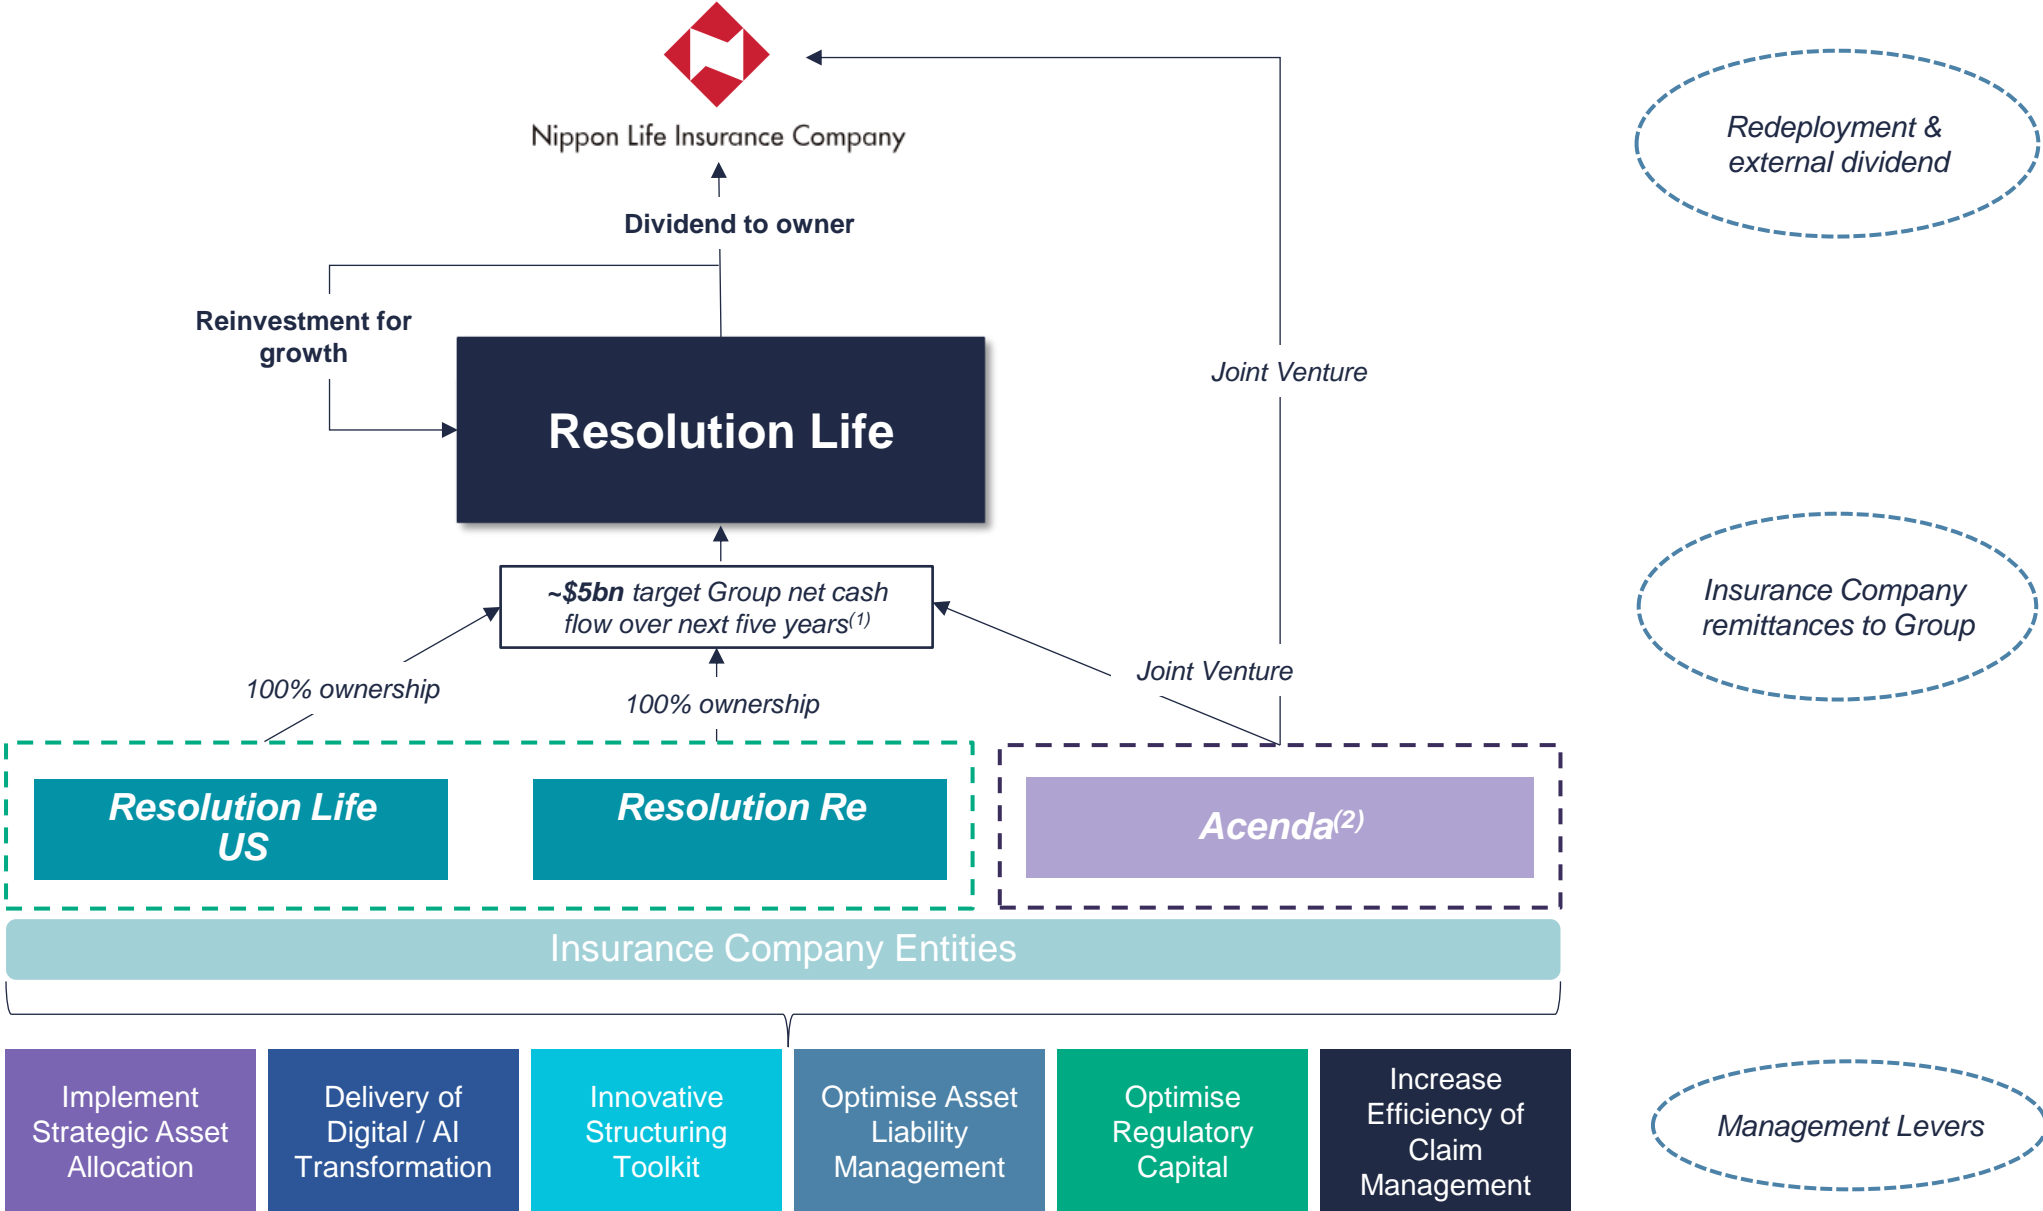 Nippon Life Insurance Company
Redeployment &
external dividend
Dividend to owner
Reinvestment for
growth
Joint Venture
Resolution Life
~$5bn target Group net cash
flow over next five years(1)
Insurance Company
remittances to Group
100% ownership
100% ownership
Joint Venture
Resolution Life
US
Resolution Re
Acenda(2)
Insurance Company Entities
Implement
Strategic Asset
Allocation
Delivery of
Digital / AI
Transformation
Innovative
Structuring
Toolkit
Optimise Asset
Liability
Management
Optimise
Regulatory
Capital
Increase
Efficiency of
Claim
Management
Management Levers